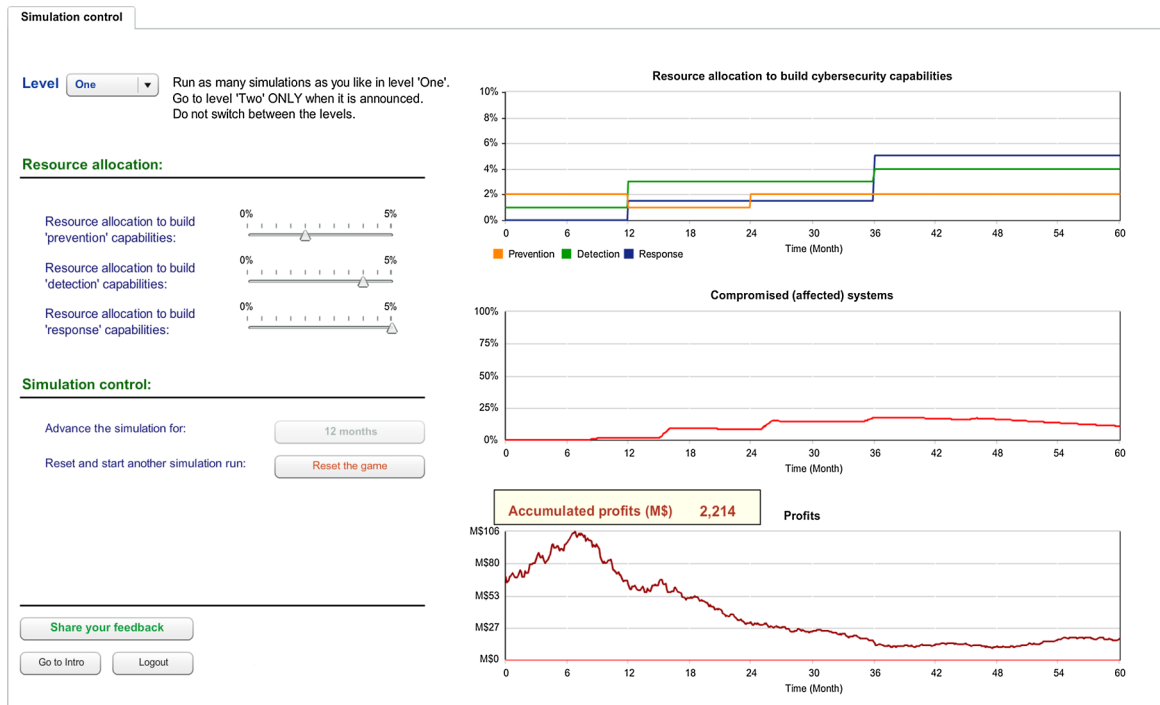 Simulation control
Level One
Run as many simulations as you like in level 'One'.
Go to level 'Two' ONLY when it is announced.
Do not switch between the levels.
Resource allocation:
0% 5%
Resource allocation to build
'prevention' capabilities:
0% 5%
Resource allocation to build
'detection' capabilities:
0% 5%
Resource allocation to build
'response' capabilities:
Simulation control:
Advance the simulation for: 12 months
Reset and start another simulation run: Reset the game
Share your feedback
Go to Intro Logout
Resource allocation to build cybersecurity capabilities
10%
8%
6%
4%
2%
0%
0 6 12 18 24 30 36 42 48 54 60
Time (Month)
Prevention Detection Response
Compromised (affected) systems
100%
75%
50%
25%
0%
0 6 12 18 24 30 36 42 48 54 60
Time (Month)
Accumulated profits (M$) 2,214
Profits
M$106
M$80
M$53
M$27
M$0
0 6 12 18 24 30 36 42 48 54 60
Time (Month)